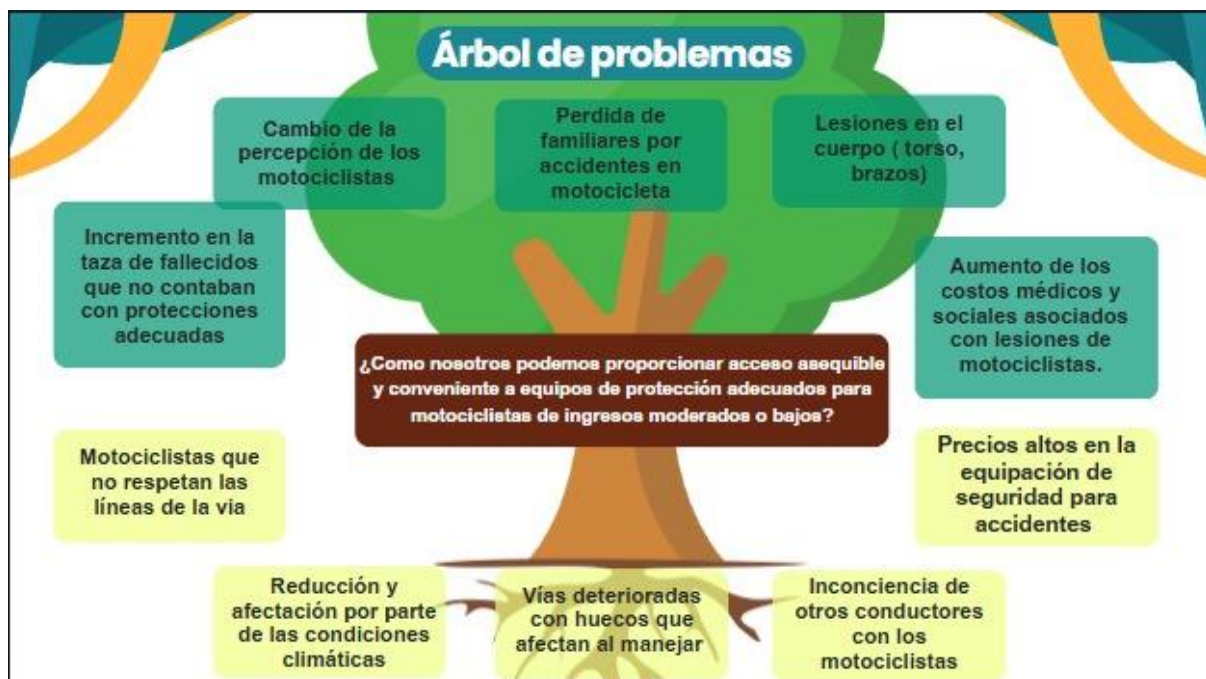 Árbol de problemas
Cambio de la
percepción de los
motociclistas
Perdida de
familiares por
accidentes en
motocicleta
Lesiones en el
cuerpo ( torso,
brazos)
Incremento en la
taza de fallecidos
que no contaban
con protecciones
adecuadas
Aumento de los
costos médicos y
sociales asociados
con lesiones de
motociclistas.
¿Como nosotros podemos proporcionar acceso asequible
y conveniente a equipos de protección adecuados para
motociclistas de ingresos moderados o bajos?
Motociclistas que
no respetan las
líneas de la via
Precios altos en la
equipación de
seguridad para
accidentes
Reducción y
afectación por parte
de las condiciones
climáticas
Vías deterioradas
con huecos que
afectan al manejar
Inconciencia de
otros conductores
con los
motociclistas